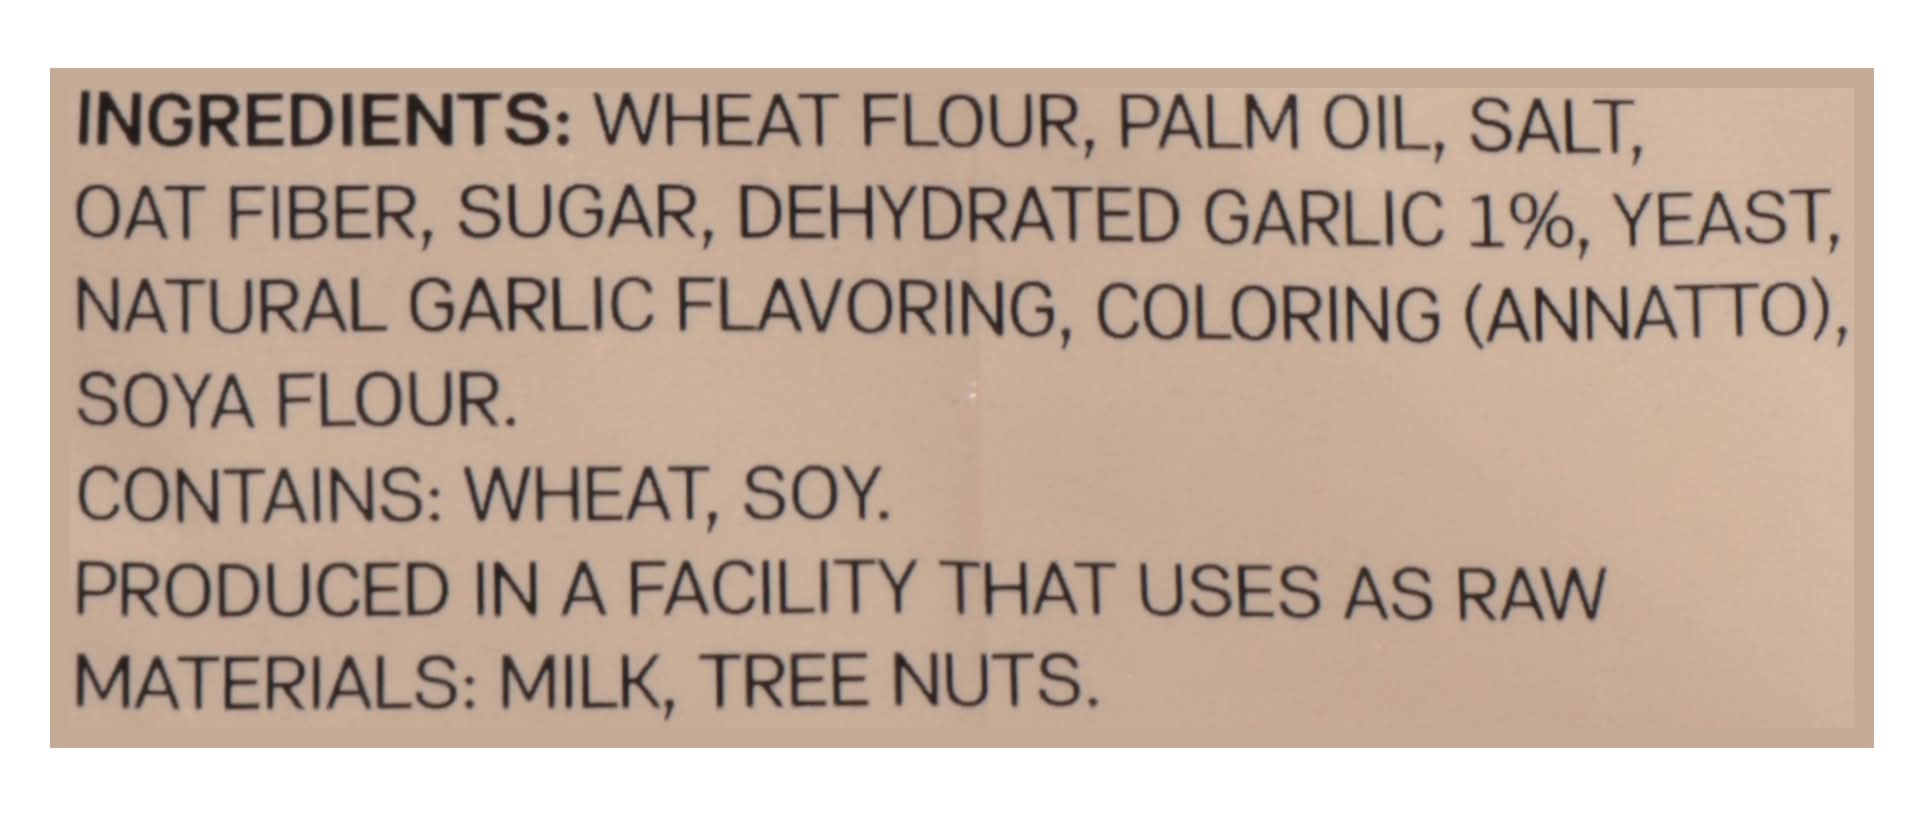 INGREDIENTS: WHEAT FLOUR, PALM OIL, SALT,
OAT FIBER, SUGAR, DEHYDRATED GARLIC 1%, YEAST,
NATURAL GARLIC FLAVORING, COLORING (ANNATTO),
SOYA FLOUR.
CONTAINS: WHEAT, SOY.
PRODUCED IN A FACILITY THAT USES AS RAW
MATERIALS: MILK, TREE NUTS.